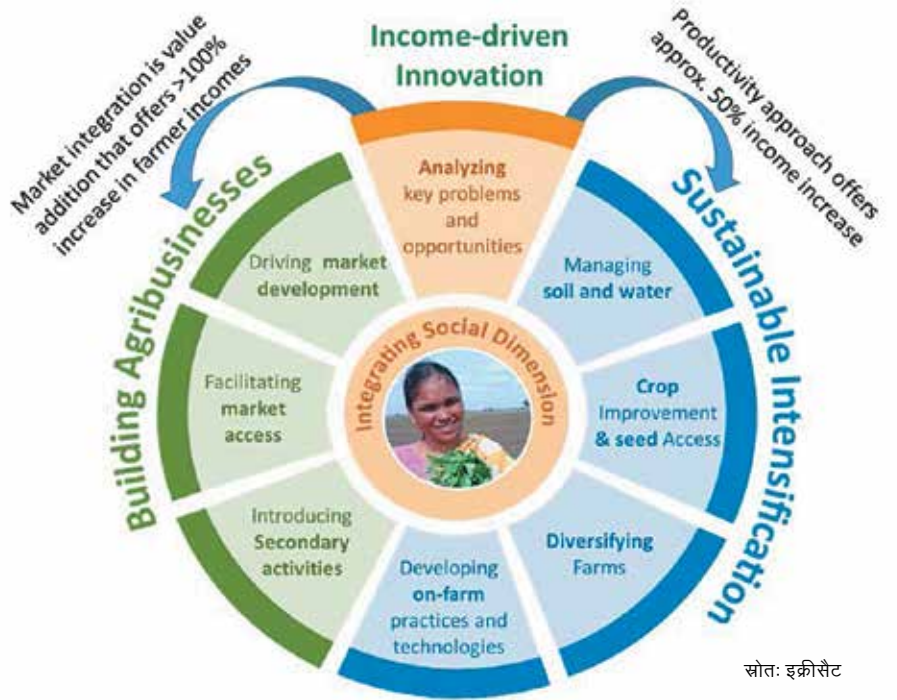 Income-driven
Innovation
Market integration is value
addition that offers >100%
increase in farmer incomes
Productivity approach offers
approx. 50% income increase
Analyzing
key problems
and
opportunities
Sustainable Intensification
Managing
soil and water
Crop
Improvement
& seed Access
Diversifying
Farms
Developing
on-farm
practices and
technologies
Building Agribusinesses
Introducing
Secondary
activities
Facilitating
market
access
Driving market
development
Integrating Social Dimension
स्रोतः इक्रीसैट